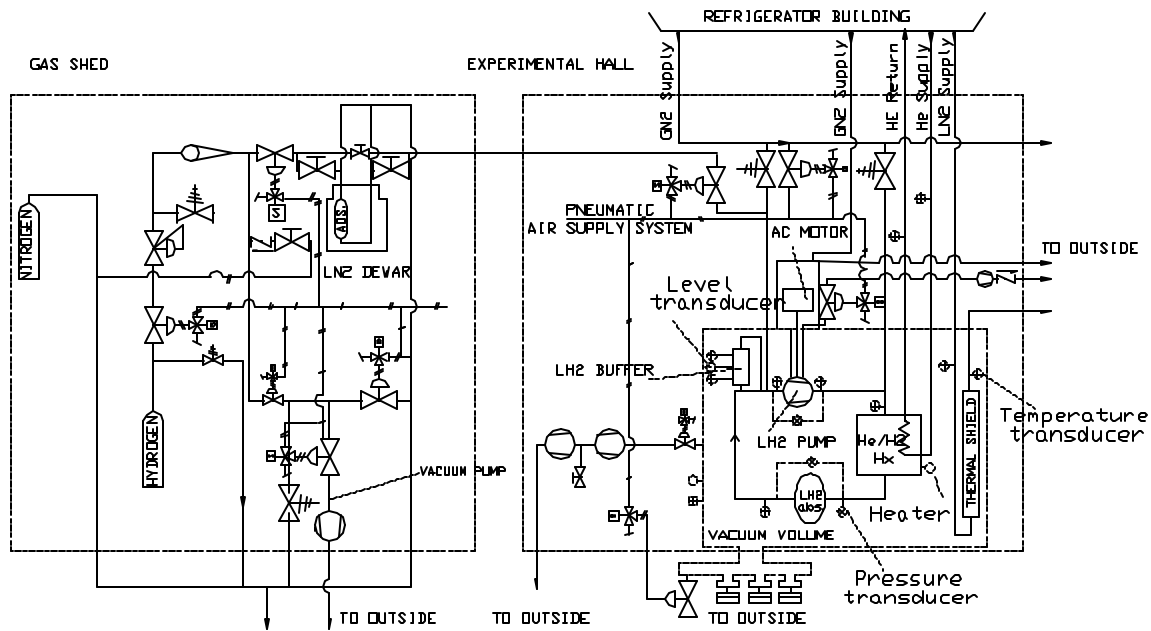 REFRIGERATOR BUILDING
GAS SHED
EXPERIMENTAL HALL
GN2 Supply
GN2 Supply
HE Return
He Supply
LN2 Supply
NITROGEN
ADS.
S
LN2 DEWAR
PNEUMATIC
AIR SUPPLY SYSTEM
AC MOTOR
TO OUTSIDE
Level
transducer
LH2 BUFFER
HYDROGEN
VACUUM PUMP
LH2 PUMP
He/H2
Hx
THERMAL SHIELD
Temperature
transducer
LH2
abs
Heater
VACUUM VOLUME
Pressure
transducer
TO OUTSIDE
TO OUTSIDE
TO OUTSIDE